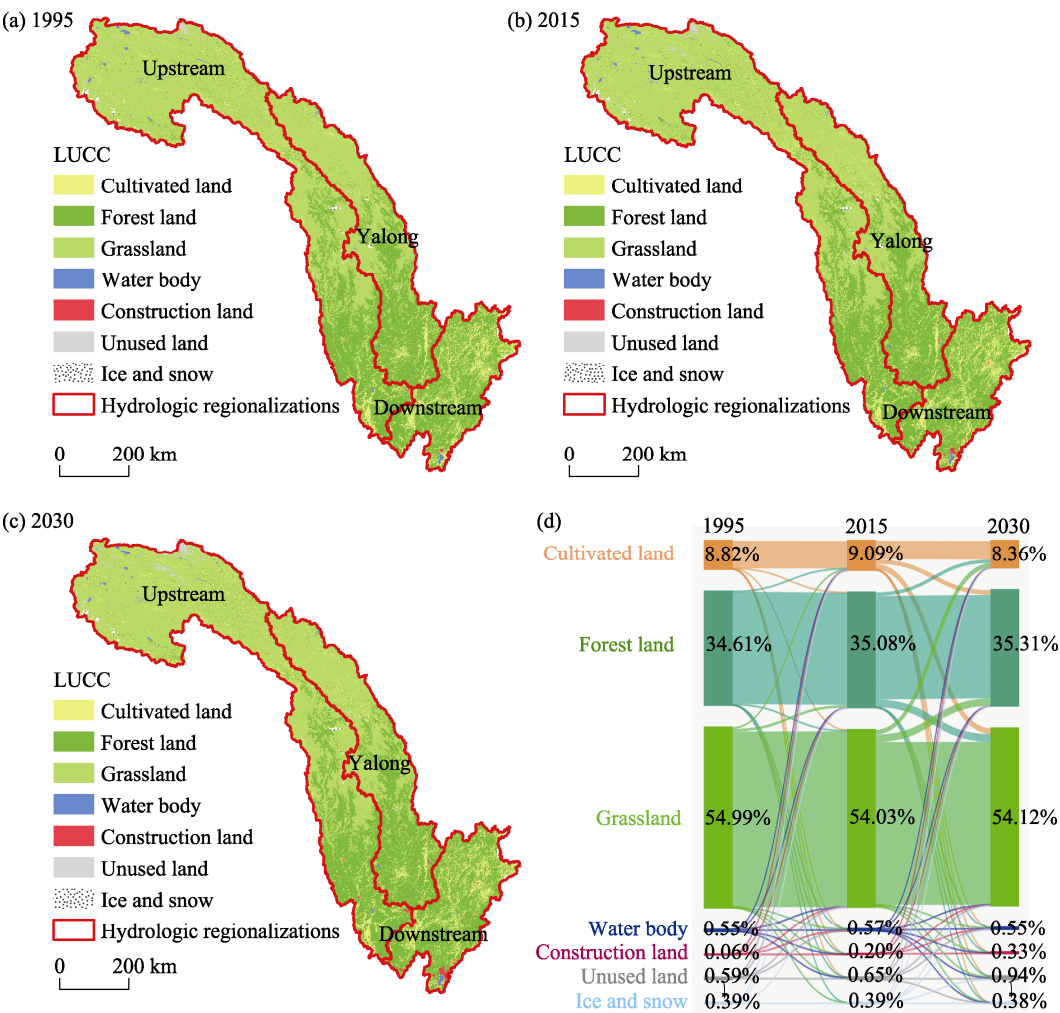 (a) 1995
Upstream
Yalong
Downstream
LUCC
Cultivated land
Forest land
Grassland
Water body
Construction land
Unused land
Ice and snow
Hydrologic regionalizations
0 200 km
(b) 2015
Upstream
Yalong
Downstream
LUCC
Cultivated land
Forest land
Grassland
Water body
Construction land
Unused land
Ice and snow
Hydrologic regionalizations
0 200 km
(c) 2030
Upstream
Yalong
Downstream
LUCC
Cultivated land
Forest land
Grassland
Water body
Construction land
Unused land
Ice and snow
Hydrologic regionalizations
0 200 km
(d)
1995 2015 2030
Cultivated land 8.82% 9.09% 8.36%
Forest land 34.61% 35.08% 35.31%
Grassland 54.99% 54.03% 54.12%
Water body 0.55% 0.57% 0.55%
Construction land 0.06% 0.20% 0.33%
Unused land 0.59% 0.65% 0.94%
Ice and snow 0.39% 0.39% 0.38%